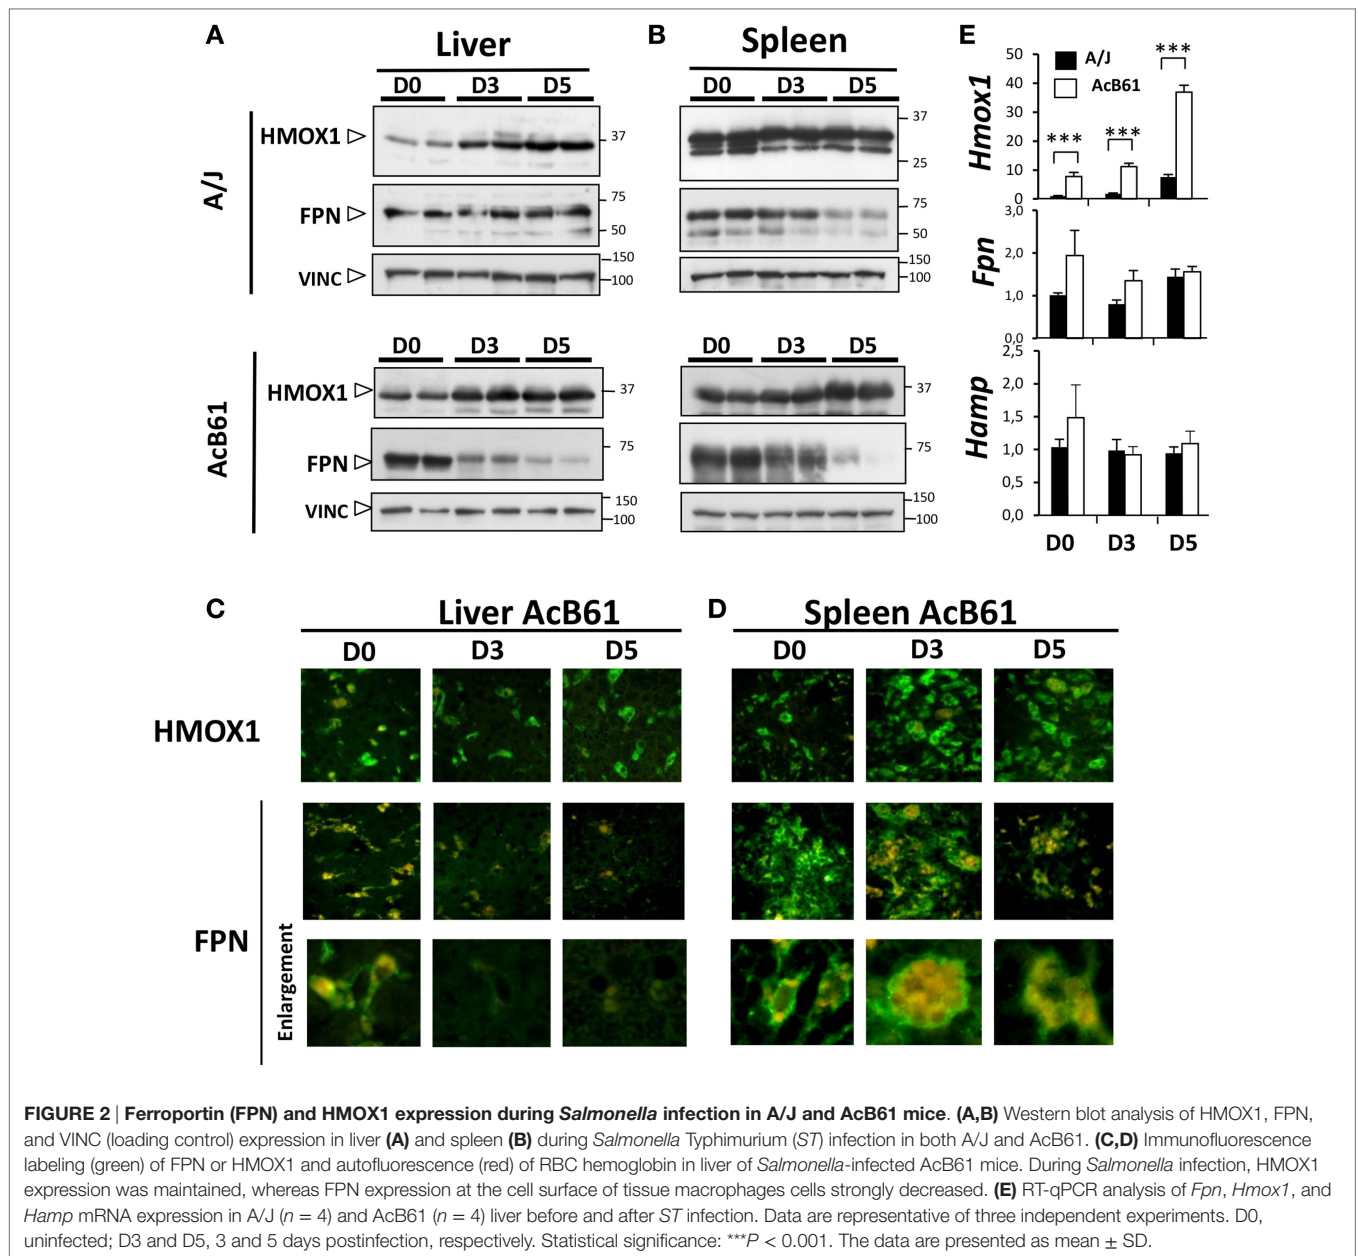 A
Liver
D0 D3 D5
A/J
HMOX1
37
FPN
75
50
VINC
150
100
D0 D3 D5
AcB61
HMOX1
37
FPN
75
VINC
150
100
B
Spleen
D0 D3 D5
37
25
75
50
150
100
D0 D3 D5
37
75
150
100
E
Hmox1
50
40
30
20
10
0
A/J
AcB61
***
***
***
Fpn
3,0
2,0
1,0
0,0
Hamp
2,5
2,0
1,5
1,0
0,5
0,0
D0 D3 D5
C
Liver AcB61
D0 D3 D5
D
Spleen AcB61
D0 D3 D5
HMOX1
FPN
Enlargement
FIGURE 2 | Ferroportin (FPN) and HMOX1 expression during Salmonella infection in A/J and AcB61 mice. (A,B) Western blot analysis of HMOX1, FPN,
and VINC (loading control) expression in liver (A) and spleen (B) during Salmonella Typhimurium (ST) infection in both A/J and AcB61. (C,D) Immunofluorescence
labeling (green) of FPN or HMOX1 and autofluorescence (red) of RBC hemoglobin in liver of Salmonella-infected AcB61 mice. During Salmonella infection, HMOX1
expression was maintained, whereas FPN expression at the cell surface of tissue macrophages cells strongly decreased. (E) RT-qPCR analysis of Fpn, Hmox1, and
Hamp mRNA expression in A/J (n = 4) and AcB61 (n = 4) liver before and after ST infection. Data are representative of three independent experiments. D0,
uninfected; D3 and D5, 3 and 5 days postinfection, respectively. Statistical significance: ***P < 0.001. The data are presented as mean ± SD.